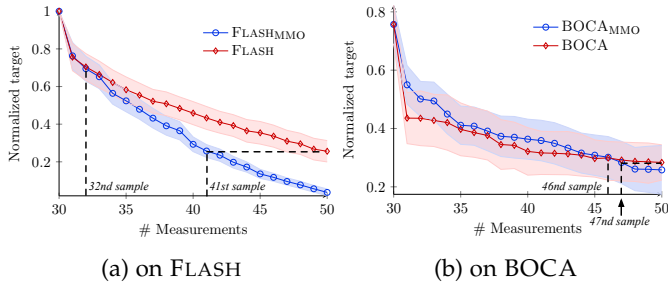 FLASHMMO
FLASH
Normalized target
1
0.8
0.6
0.4
0.2
32nd sample
41st sample
30
35
40
45
50
# Measurements
(a) on FLASH
BOCAMMO
BOCA
Normalized target
0.8
0.6
0.4
0.2
46nd sample
47nd sample
30
35
40
45
50
# Measurements
(b) on BOCA